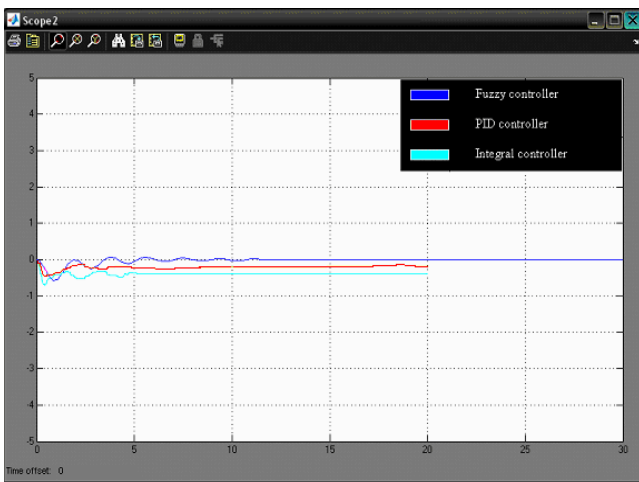 Scope2
Fuzzy controller
PID controller
Integral controller
5
4
3
2
1
0
-1
-2
-3
-4
-5
0 5 10 15 20 25 30
Time offset: 0